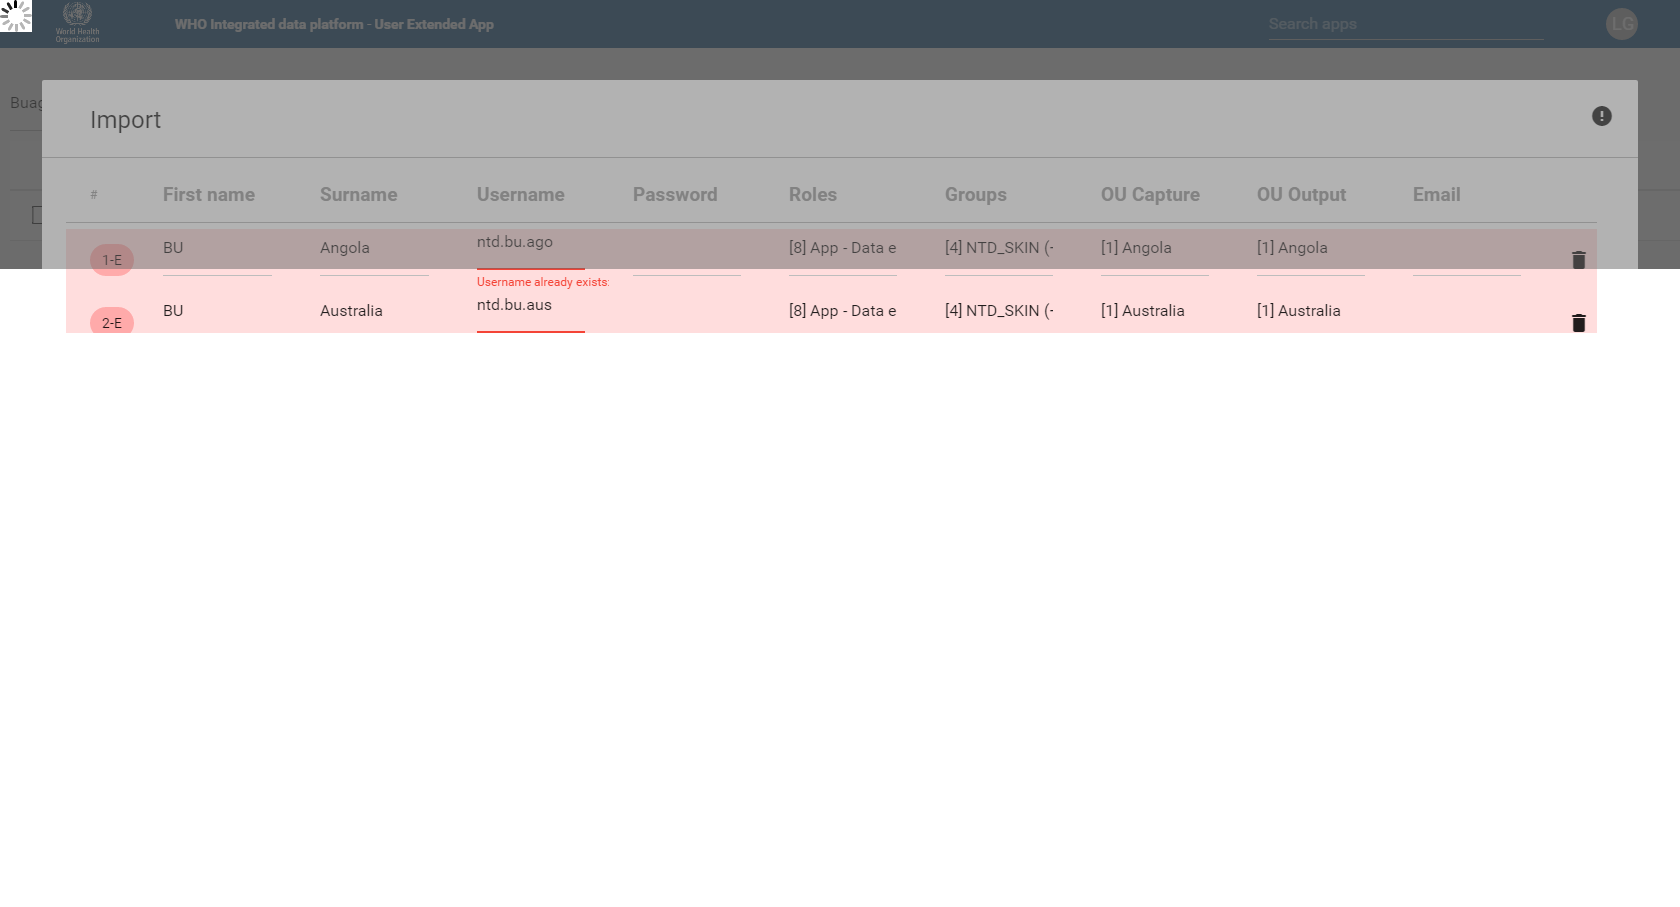 World Health
Organization
WHO Integrated data platform - User Extended App
Search apps
LG
Import
# First name Surname Username Password Roles Groups OU Capture OU Output Email
1-E BU Angola ntd.bu.ago [8] App - Data e [4] NTD_SKIN (- [1] Angola [1] Angola
Username already exists:
2-E BU Australia ntd.bu.aus [8] App - Data e [4] NTD_SKIN (- [1] Australia [1] Australia